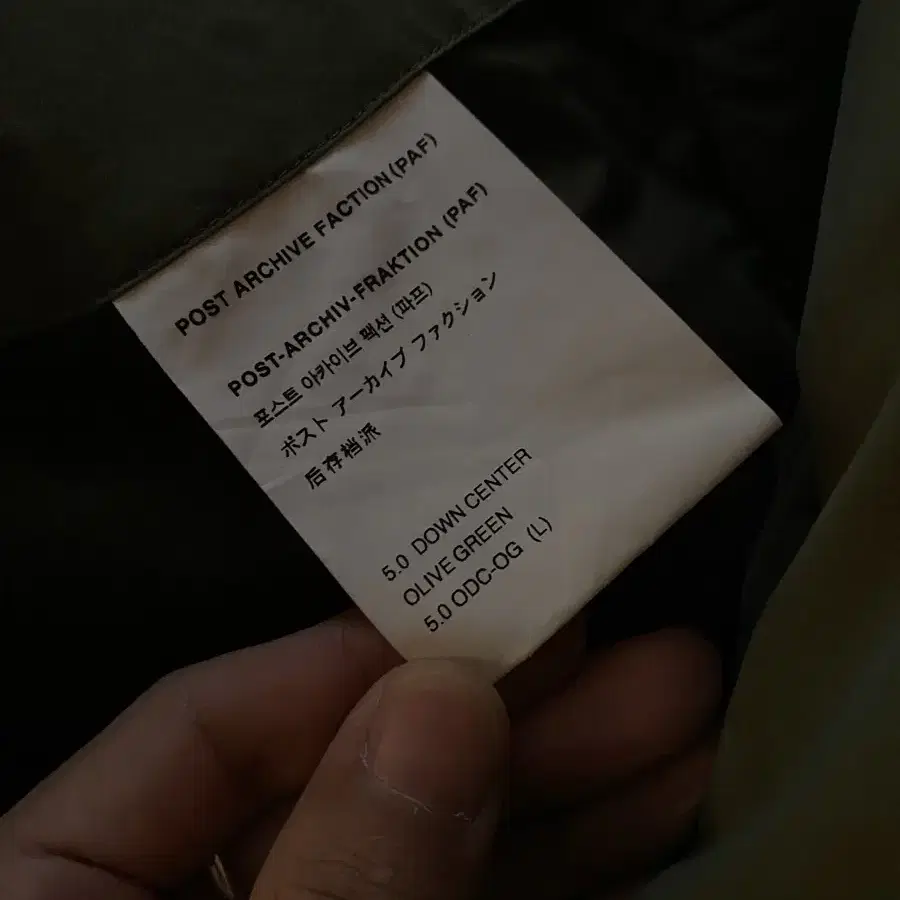 POST ARCHIVE FACTION (PAF)
POST-ARCHIV-FRAKTION (PAF)
포스트 아카이브 팩션 (파프)
ポスト アーカイブ ファクション
后存档派
5.0 DOWN CENTER
OLIVE GREEN
5.0 ODC-OG (L)